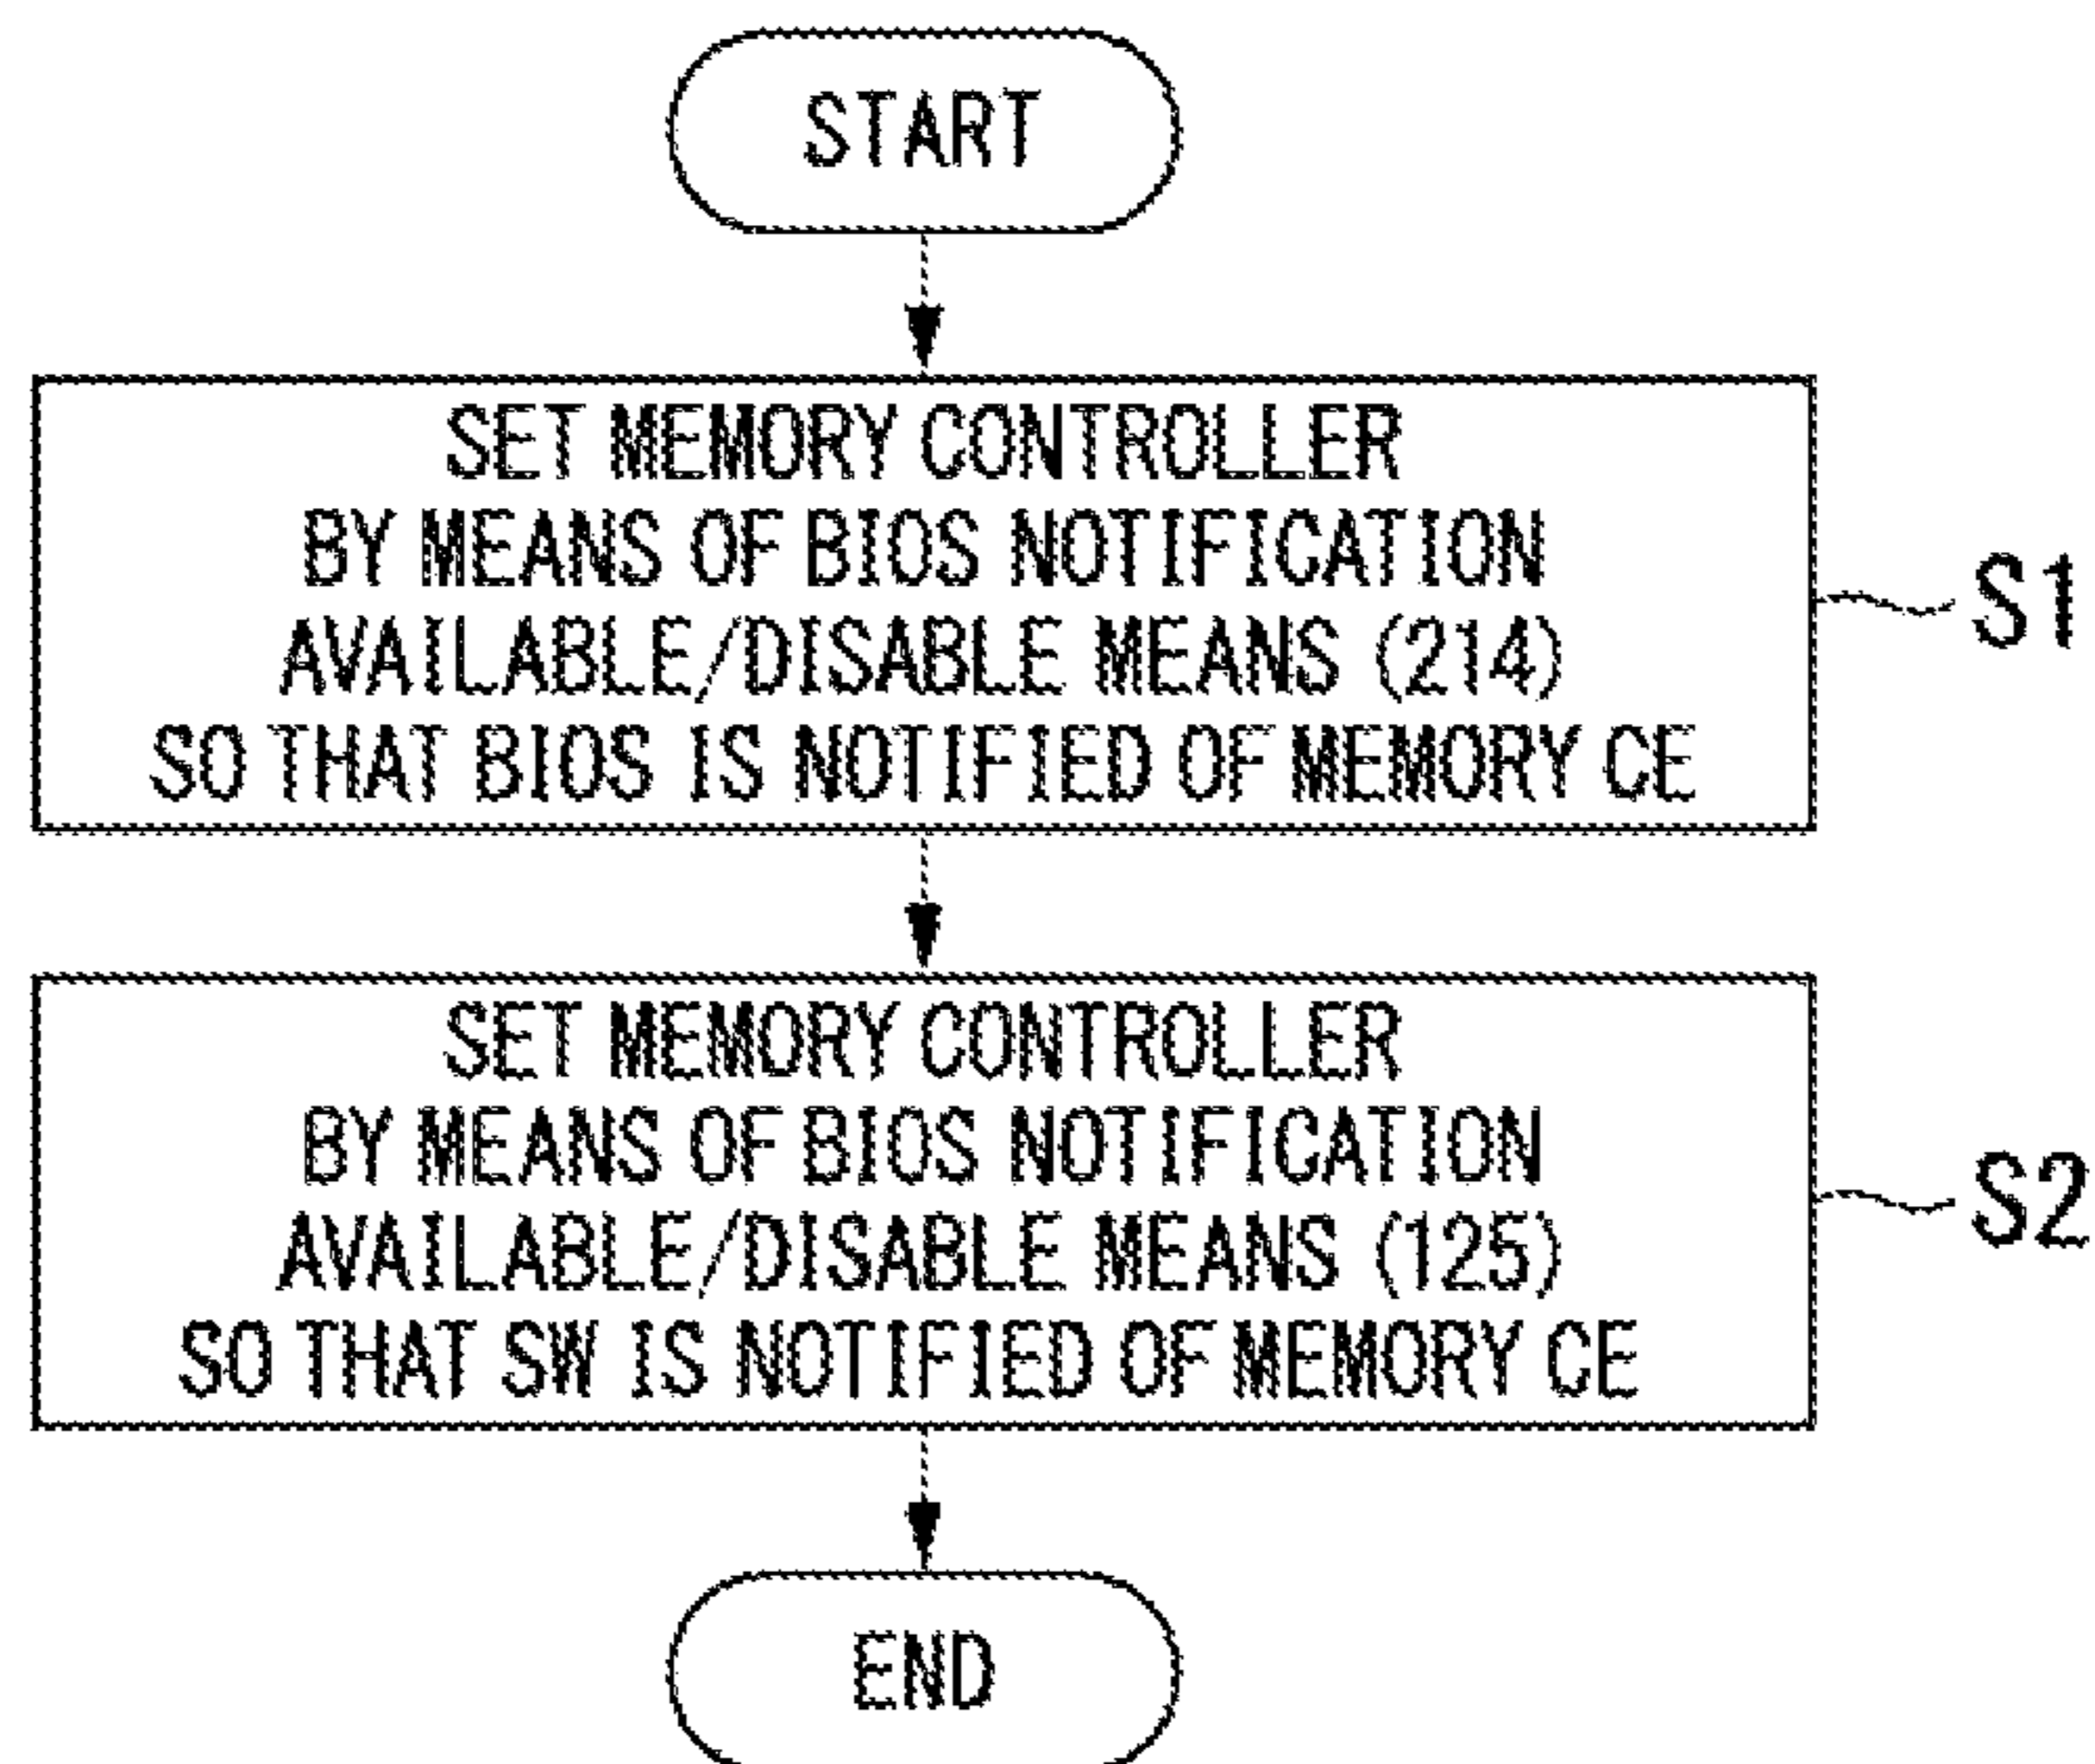 START
SET MEMORY CONTROLLER
BY MEANS OF BIOS NOTIFICATION
AVAILABLE/DISABLE MEANS (214)
SO THAT BIOS IS NOTIFIED OF MEMORY CE
S1
SET MEMORY CONTROLLER
BY MEANS OF BIOS NOTIFICATION
AVAILABLE/DISABLE MEANS (125)
SO THAT SW IS NOTIFIED OF MEMORY CE
S2
END